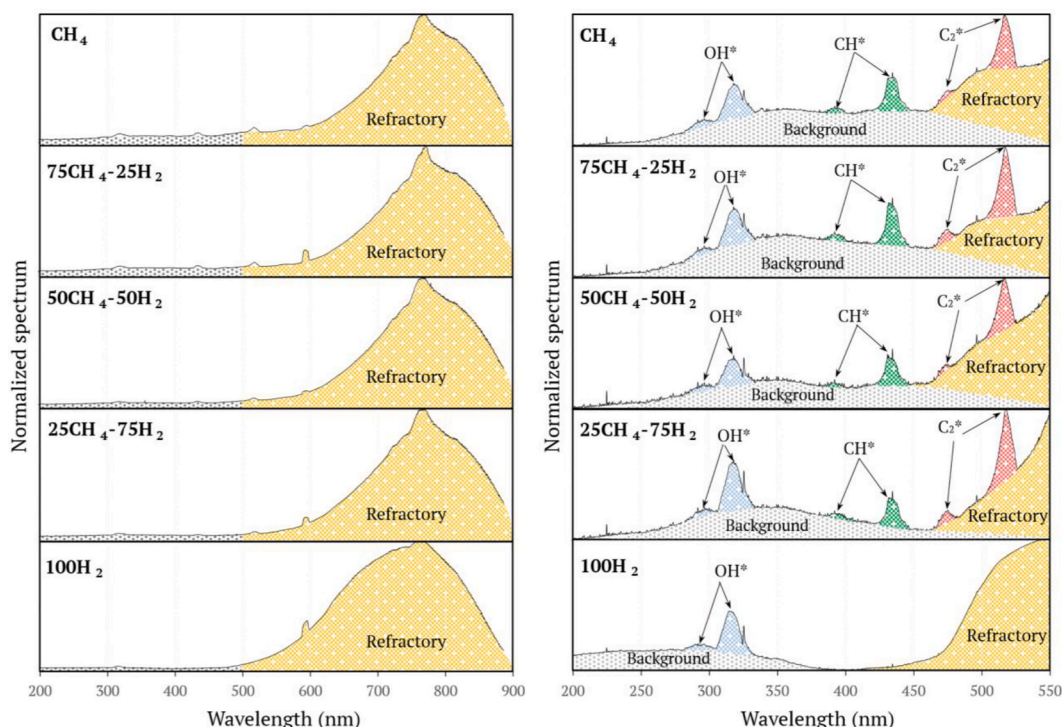 CH₄
Refractory
75CH₄-25H₂
Refractory
50CH₄-50H₂
Refractory
25CH₄-75H₂
Refractory
100H₂
Refractory
Normalized spectrum
200 300 400 500 600 700 800 900
Wavelength (nm)
CH₄
OH*
CH*
C₂*
Refractory
Background
75CH₄-25H₂
OH*
CH*
C₂*
Refractory
Background
50CH₄-50H₂
OH*
CH*
C₂*
Refractory
Background
25CH₄-75H₂
OH*
CH*
C₂*
Refractory
Background
100H₂
OH*
Refractory
Background
Normalized spectrum
200 250 300 350 400 450 500 550
Wavelength (nm)